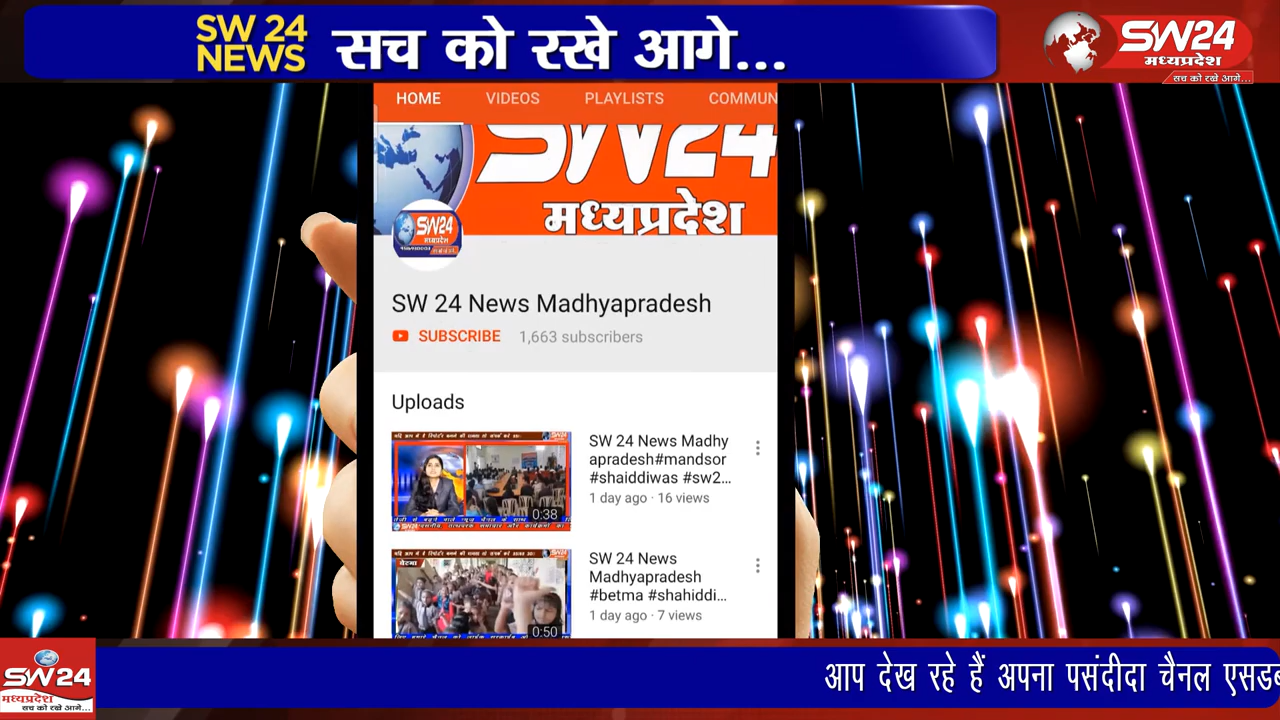 SW 24
NEWS
सच को रखे आगे...
SW24
मध्यप्रदेश
सच को रखे आगे...
HOME VIDEOS PLAYLISTS COMMUN
SW24
मध्यप्रदेश
SW24
SW 24 News Madhyapradesh
SUBSCRIBE 1,663 subscribers
Uploads
SW 24 News Madhy
apradesh#mandsor
#shaiddiwas #sw2...
1 day ago · 16 views
0:38
SW 24 News
Madhyapradesh
#betma #shahiddi...
1 day ago · 7 views
बेटमा
0:50
SW24
मध्यप्रदेश
सच को रखे आगे...
आप देख रहे हैं अपना पसंदीदा चैनल एसडब